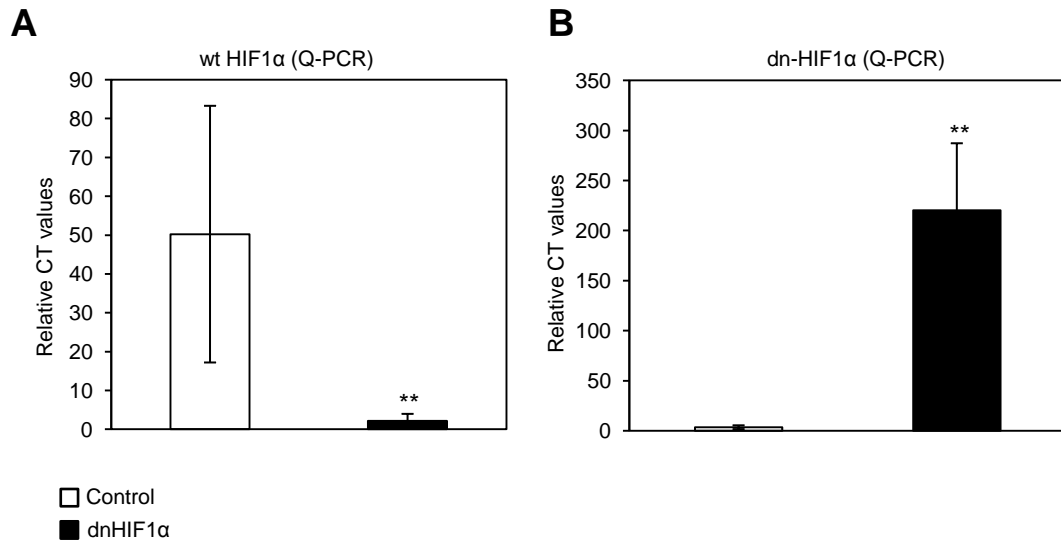 A
wt HIF1α (Q-PCR)
90
80
70
60
50
40
30
20
10
0
Relative CT values
**
B
dn-HIF1α (Q-PCR)
350
300
250
200
150
100
50
0
Relative CT values
**
Control
dnHIF1α